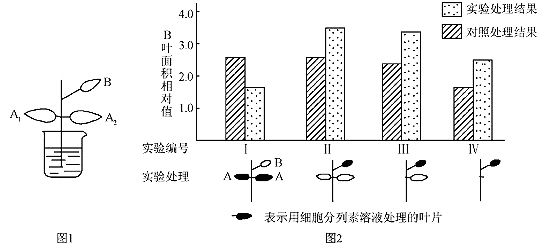 B
A₁
A₂
图1
B叶面积相对值
4.0
3.0
2.0
1.0
实验处理结果
对照处理结果
实验编号 Ⅰ Ⅱ Ⅲ Ⅳ
实验处理 A B A
表示用细胞分列素溶液处理的叶片
图2